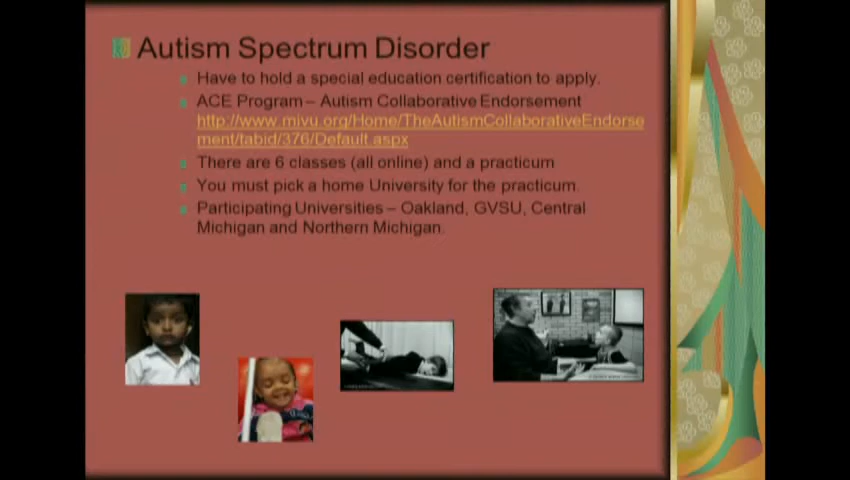 Autism Spectrum Disorder
Have to hold a special education certification to apply.
ACE Program – Autism Collaborative Endorsement
http://www.mivu.org/Home/TheAutismCollaborativeEndorse
ment/tabid/376/Default.aspx
There are 6 classes (all online) and a practicum
You must pick a home University for the practicum.
Participating Universities – Oakland, GVSU, Central
Michigan and Northern Michigan.